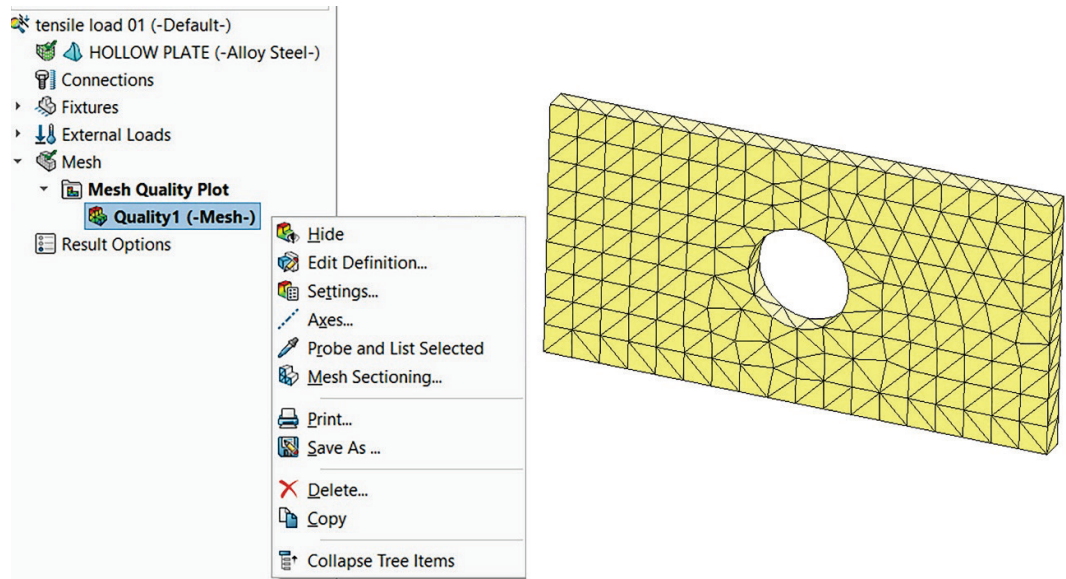 tensile load 01 (-Default-)
HOLLOW PLATE (-Alloy Steel-)
Connections
Fixtures
External Loads
Mesh
Mesh Quality Plot
Quality1 (-Mesh-)
Result Options
Hide
Edit Definition...
Settings...
Axes...
Probe and List Selected
Mesh Sectioning...
Print...
Save As ...
Delete...
Copy
Collapse Tree Items